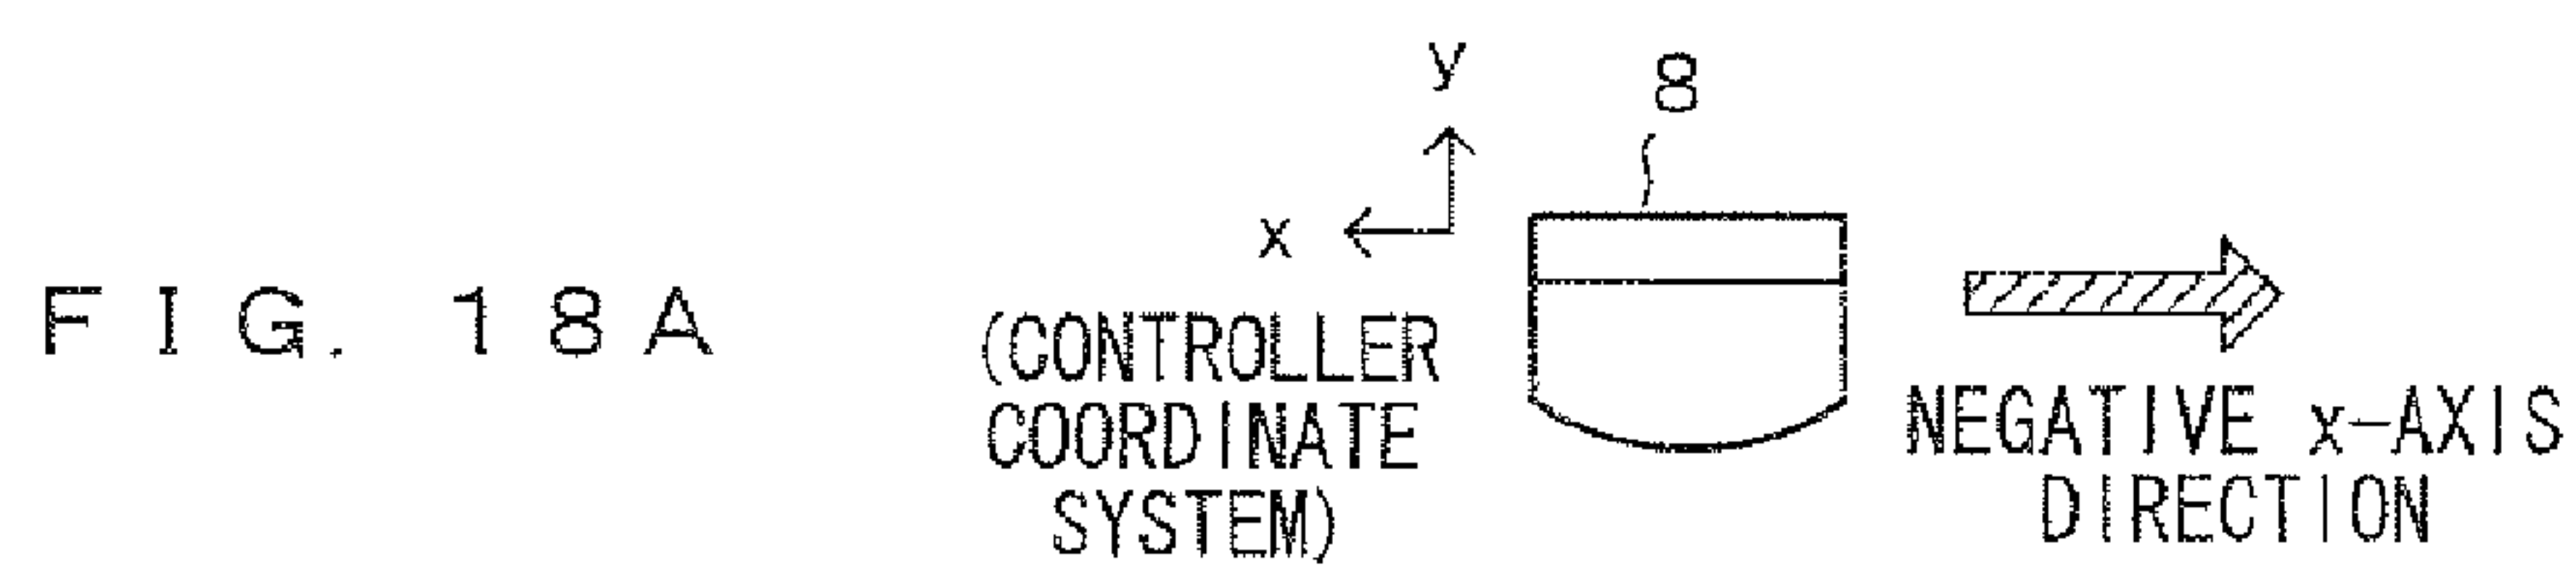 FIG. 18A
y
x
8
(CONTROLLER
COORDINATE
SYSTEM)
NEGATIVE x-AXIS
DIRECTION